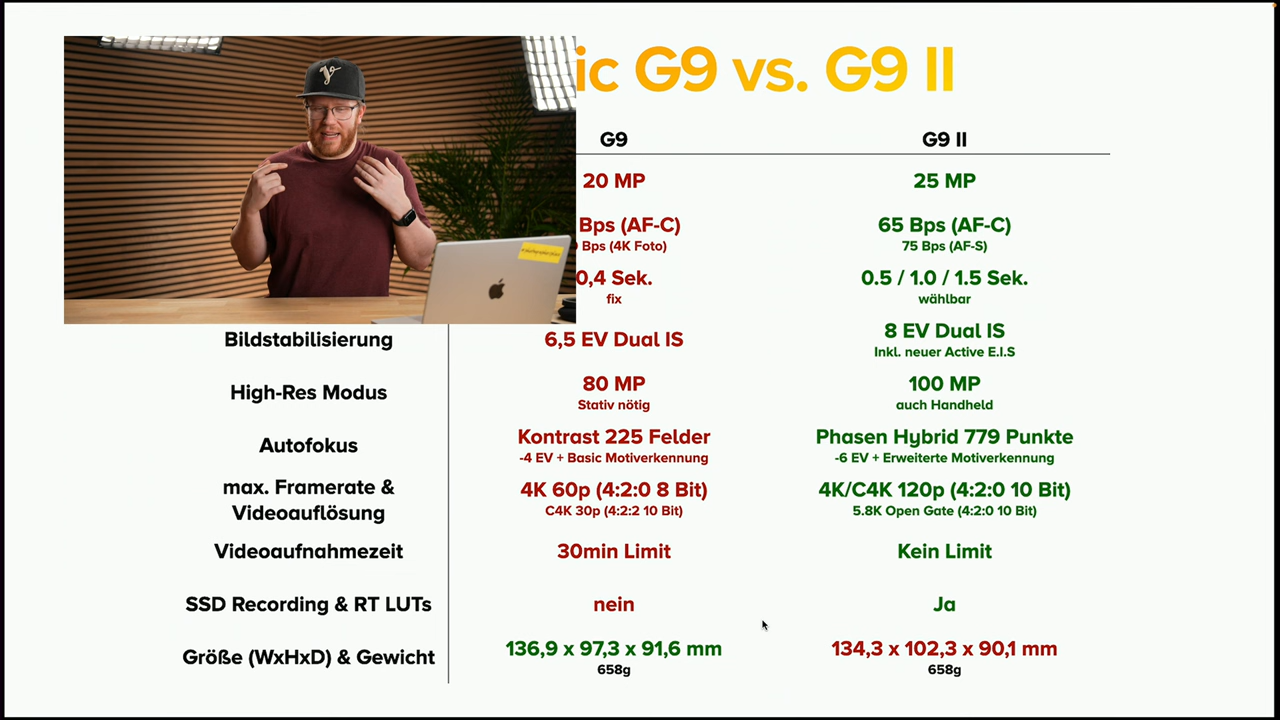 ic G9 vs. G9 II
G9 G9 II
20 MP 25 MP
Bps (AF-C) 65 Bps (AF-C)
Bps (4K Foto) 75 Bps (AF-S)
0,4 Sek. 0.5 / 1.0 / 1.5 Sek.
fix wählbar
Bildstabilisierung 6,5 EV Dual IS 8 EV Dual IS
Inkl. neuer Active E.I.S
High-Res Modus 80 MP 100 MP
Stativ nötig auch Handheld
Autofokus Kontrast 225 Felder Phasen Hybrid 779 Punkte
-4 EV + Basic Motiverkennung -6 EV + Erweiterte Motiverkennung
max. Framerate & 4K 60p (4:2:0 8 Bit) 4K/C4K 120p (4:2:0 10 Bit)
Videoauflösung C4K 30p (4:2:2 10 Bit) 5.8K Open Gate (4:2:0 10 Bit)
Videoaufnahmezeit 30min Limit Kein Limit
SSD Recording & RT LUTs nein Ja
Größe (WxHxD) & Gewicht 136,9 x 97,3 x 91,6 mm 134,3 x 102,3 x 90,1 mm
658g 658g